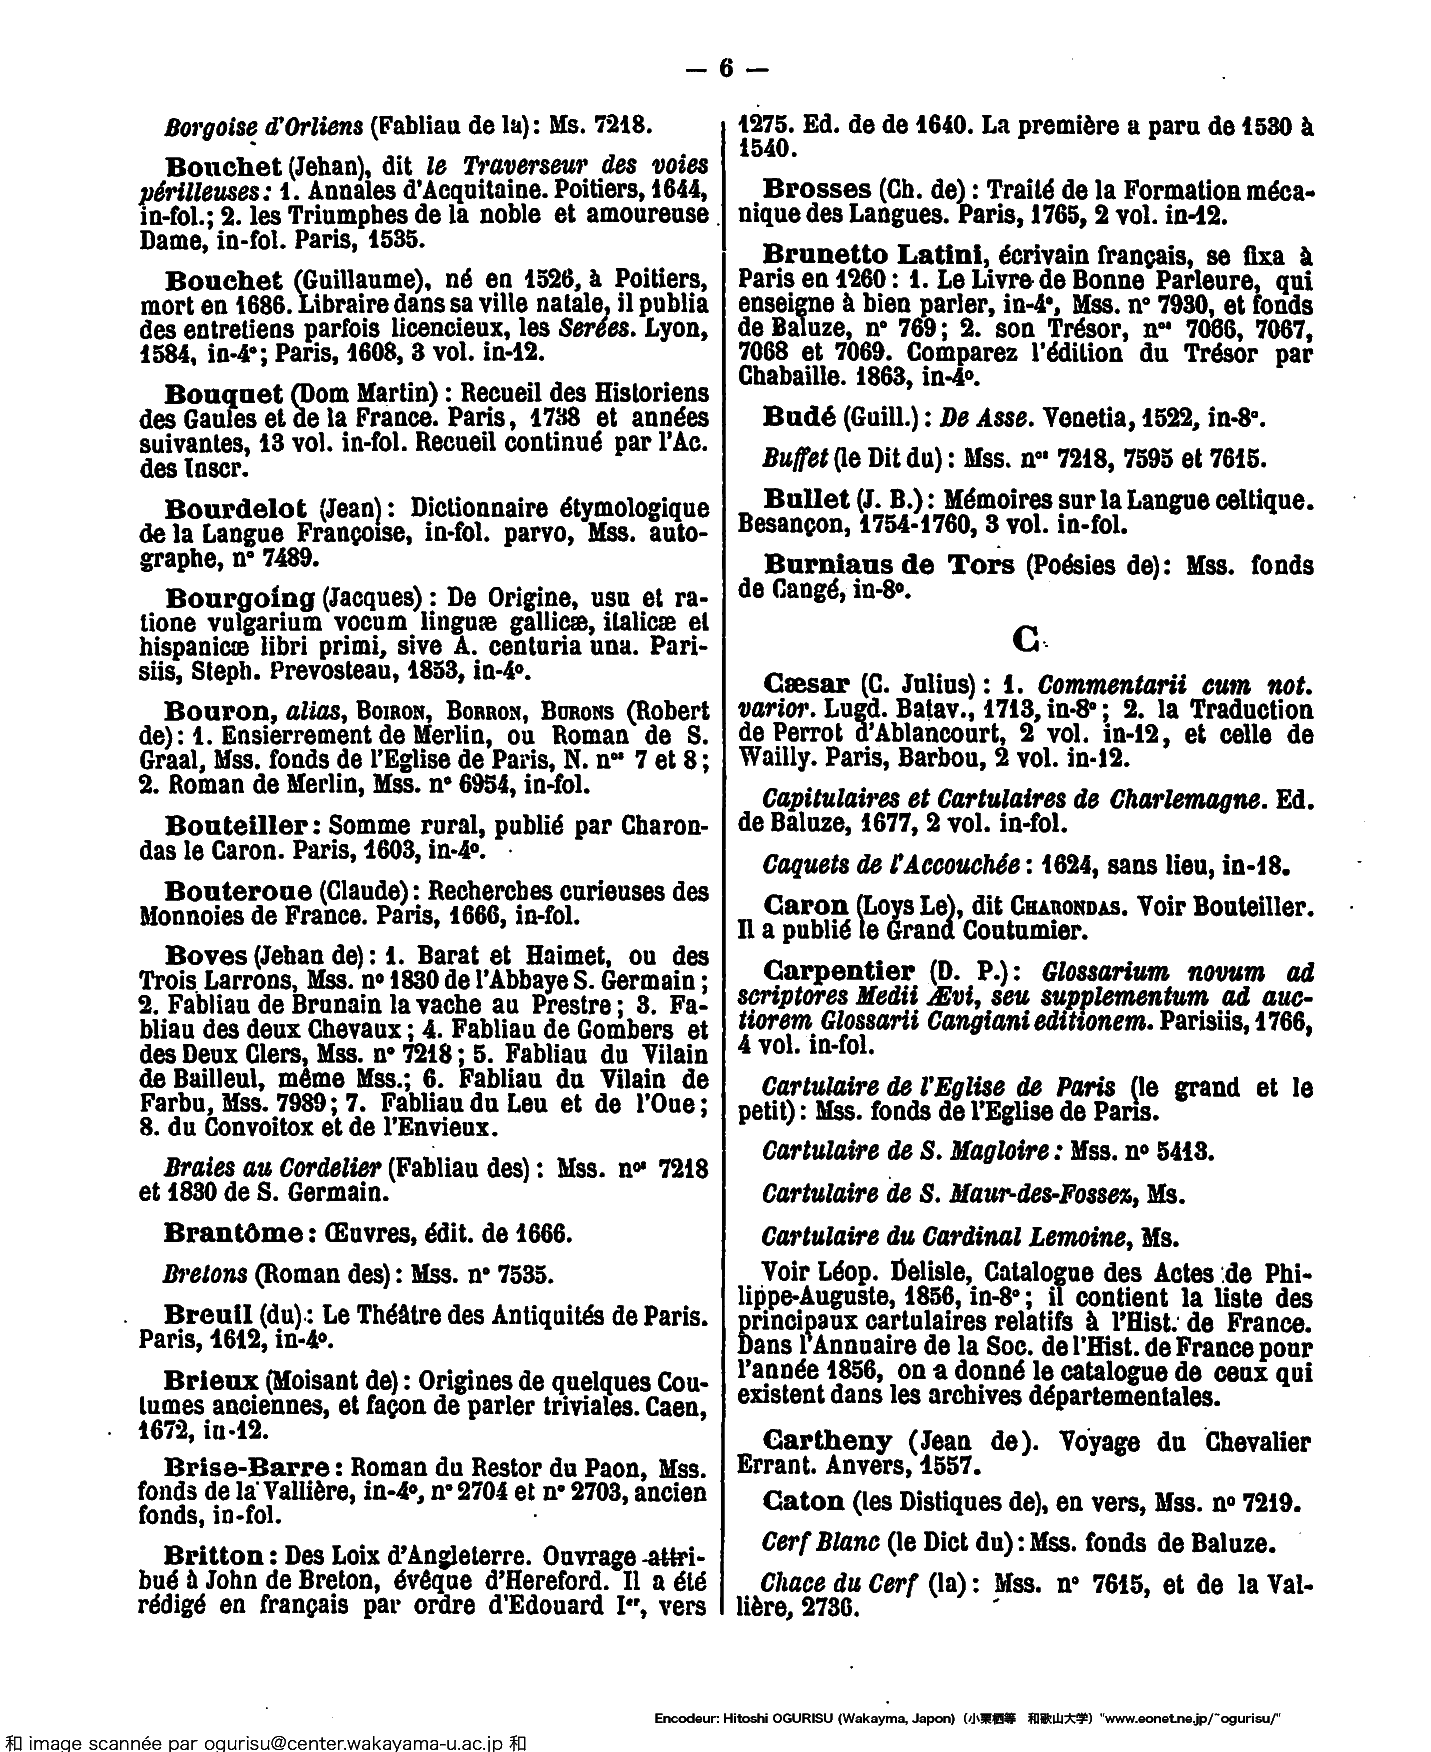 — 6 —
Borgoise d'Orliens (Fabliau de la) : Ms. 7218.
Bouchet (Jehan), dit le Traverseur des voies
périlleuses : 1. Annales d'Acquitaine. Poitiers, 1644,
in-fol. ; 2. les Triumphes de la noble et amoureuse
Dame, in-fol. Paris, 1535.
Bouchet (Guillaume), né en 1526, à Poitiers,
mort en 1686. Libraire dans sa ville natale, il publia
des entretiens parfois licencieux, les Serées. Lyon,
1584, in-4° ; Paris, 1608, 3 vol. in-12.
Bouquet (Dom Martin) : Recueil des Historiens
des Gaules et de la France. Paris, 1738 et années
suivantes, 13 vol. in-fol. Recueil continué par l'Ac.
des Inscr.
Bourdelot (Jean) : Dictionnaire étymologique
de la Langue Françoise, in-fol. parvo, Mss. auto-
graphe, n° 7489.
Bourgoing (Jacques) : De Origine, usu et ra-
tione vulgarium vocum linguæ gallicæ, italicæ et
hispanicæ libri primi, sive A. centuria una. Pari-
siis, Steph. Prevosteau, 1853, in-4°.
Bouron, alias, BOIRON, BORRON, BURONS (Robert
de) : 1. Ensierrement de Merlin, ou Roman de S.
Graal, Mss. fonds de l'Eglise de Paris, N. nos 7 et 8 ;
2. Roman de Merlin, Mss. n° 6954, in-fol.
Bouteiller : Somme rural, publié par Charon-
das le Caron. Paris, 1603, in-4°.
Bouteroue (Claude) : Recherches curieuses des
Monnoies de France. Paris, 1666, in-fol.
Boves (Jehan de) : 1. Barat et Haimet, ou des
Trois Larrons, Mss. n° 1830 de l'Abbaye S. Germain ;
2. Fabliau de Brunain la vache au Prestre ; 3. Fa-
bliau des deux Chevaux ; 4. Fabliau de Gombers et
des Deux Clers, Mss. n° 7218 ; 5. Fabliau du Vilain
de Bailleul, même Mss. ; 6. Fabliau du Vilain de
Farbu, Mss. 7989 ; 7. Fabliau du Leu et de l'Oue ;
8. du Convoitox et de l'Envieux.
Braies au Cordelier (Fabliau des) : Mss. nos 7218
et 1830 de S. Germain.
Brantôme : Œuvres, édit. de 1666.
Bretons (Roman des) : Mss. n° 7535.
Breuil (du) : Le Théâtre des Antiquités de Paris.
Paris, 1612, in-4°.
Brieux (Moisant de) : Origines de quelques Cou-
tumes anciennes, et façon de parler triviales. Caen,
1672, in-12.
Brise-Barre : Roman du Restor du Paon, Mss.
fonds de la Vallière, in-4°, n° 2704 et n° 2703, ancien
fonds, in-fol.
Britton : Des Loix d'Angleterre. Ouvrage attri-
bué à John de Breton, évêque d'Hereford. Il a été
rédigé en français par ordre d'Edouard Ier, vers
1275. Ed. de de 1640. La première a paru de 1530 à
1540.
Brosses (Ch. de) : Traité de la Formation méca-
nique des Langues. Paris, 1765, 2 vol. in-12.
Brunetto Latini, écrivain français, se fixa à
Paris en 1260 : 1. Le Livre de Bonne Parleure, qui
enseigne à bien parler, in-4°, Mss. n° 7930, et fonds
de Baluze, n° 769 ; 2. son Trésor, nos 7066, 7067,
7068 et 7069. Comparez l'édition du Trésor par
Chabaille. 1863, in-4°.
Budé (Guill.) : De Asse. Venetia, 1522, in-8°.
Buffet (le Dit du) : Mss. nos 7218, 7595 et 7615.
Bullet (J. B.) : Mémoires sur la Langue celtique.
Besançon, 1754-1760, 3 vol. in-fol.
Burniaus de Tors (Poésies de) : Mss. fonds
de Cangé, in-8°.
C
Cæsar (C. Julius) : 1. Commentarii cum not.
varior. Lugd. Batav., 1713, in-8° ; 2. la Traduction
de Perrot d'Ablancourt, 2 vol. in-12, et celle de
Wailly. Paris, Barbou, 2 vol. in-12.
Capitulaires et Cartulaires de Charlemagne. Ed.
de Baluze, 1677, 2 vol. in-fol.
Caquets de l'Accouchée : 1624, sans lieu, in-18.
Caron (Loys Le), dit CHARONDAS. Voir Bouteiller.
Il a publié le Grand Coutumier.
Carpentier (D. P.) : Glossarium novum ad
scriptores Medii Ævi, seu supplementum ad auc-
tiorem Glossarii Cangiani editionem. Parisiis, 1766,
4 vol. in-fol.
Cartulaire de l'Eglise de Paris (le grand et le
petit) : Mss. fonds de l'Eglise de Paris.
Cartulaire de S. Magloire : Mss. n° 5413.
Cartulaire de S. Maur-des-Fossez, Ms.
Cartulaire du Cardinal Lemoine, Ms.
Voir Léop. Delisle, Catalogue des Actes de Phi-
lippe-Auguste, 1856, in-8° ; il contient la liste des
principaux cartulaires relatifs à l'Hist. de France.
Dans l'Annuaire de la Soc. de l'Hist. de France pour
l'année 1856, on a donné le catalogue de ceux qui
existent dans les archives départementales.
Cartheny (Jean de). Voyage du Chevalier
Errant. Anvers, 1557.
Caton (les Distiques de), en vers, Mss. n° 7219.
Cerf Blanc (le Dict du) : Mss. fonds de Baluze.
Chace du Cerf (la) : Mss. n° 7615, et de la Val-
lière, 2736.
Encodeur: Hitoshi OGURISU (Wakayma, Japon) (小栗栖等 和歌山大学) "www.eonet.ne.jp/~ogurisu/"
和 image scannée par ogurisu@center.wakayama-u.ac.jp 和